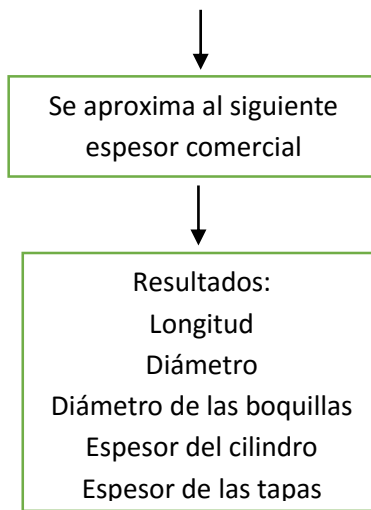 Se aproxima al siguiente
espesor comercial
Resultados:
Longitud
Diámetro
Diámetro de las boquillas
Espesor del cilindro
Espesor de las tapas